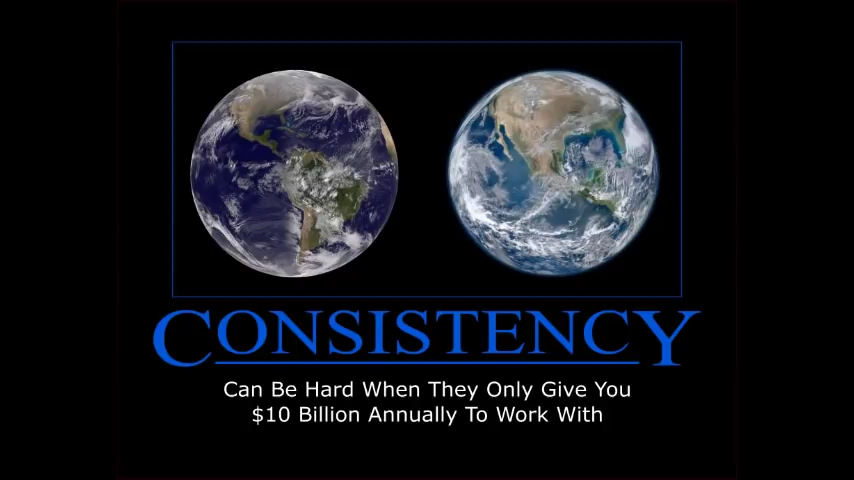 CONSISTENCY
Can Be Hard When They Only Give You
$10 Billion Annually To Work With